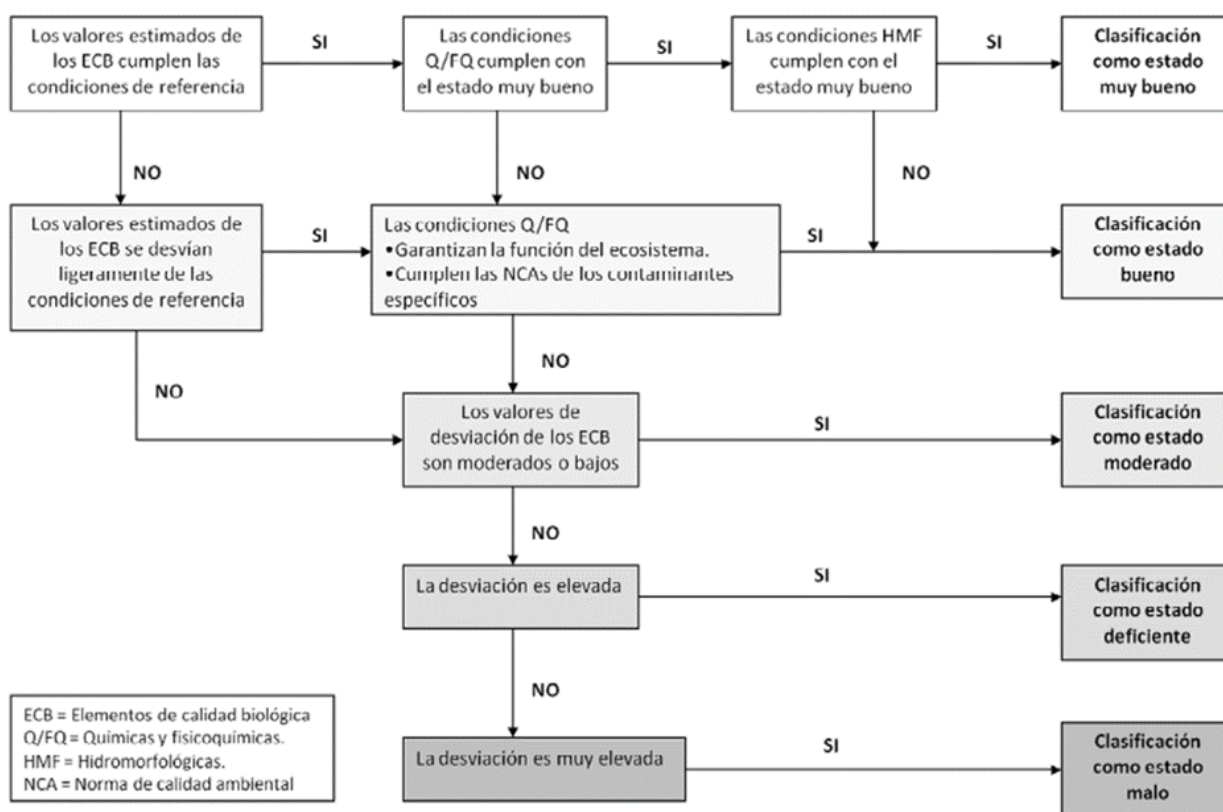 Los valores estimados de
los ECB cumplen las
condiciones de referencia
SI
Las condiciones
Q/FQ cumplen con
el estado muy bueno
SI
Las condiciones HMF
cumplen con el
estado muy bueno
SI
Clasificación
como estado
muy bueno
NO
NO
NO
Los valores estimados de
los ECB se desvían
ligeramente de las
condiciones de referencia
SI
Las condiciones Q/FQ
•Garantizan la función del ecosistema.
•Cumplen las NCAs de los contaminantes
específicos
SI
Clasificación
como estado
bueno
NO
NO
Los valores de
desviación de los ECB
son moderados o bajos
SI
Clasificación
como estado
moderado
NO
La desviación es elevada
SI
Clasificación
como estado
deficiente
NO
La desviación es muy elevada
SI
Clasificación
como estado
malo
ECB = Elementos de calidad biológica
Q/FQ = Químicas y fisicoquímicas.
HMF = Hidromorfológicas.
NCA = Norma de calidad ambiental